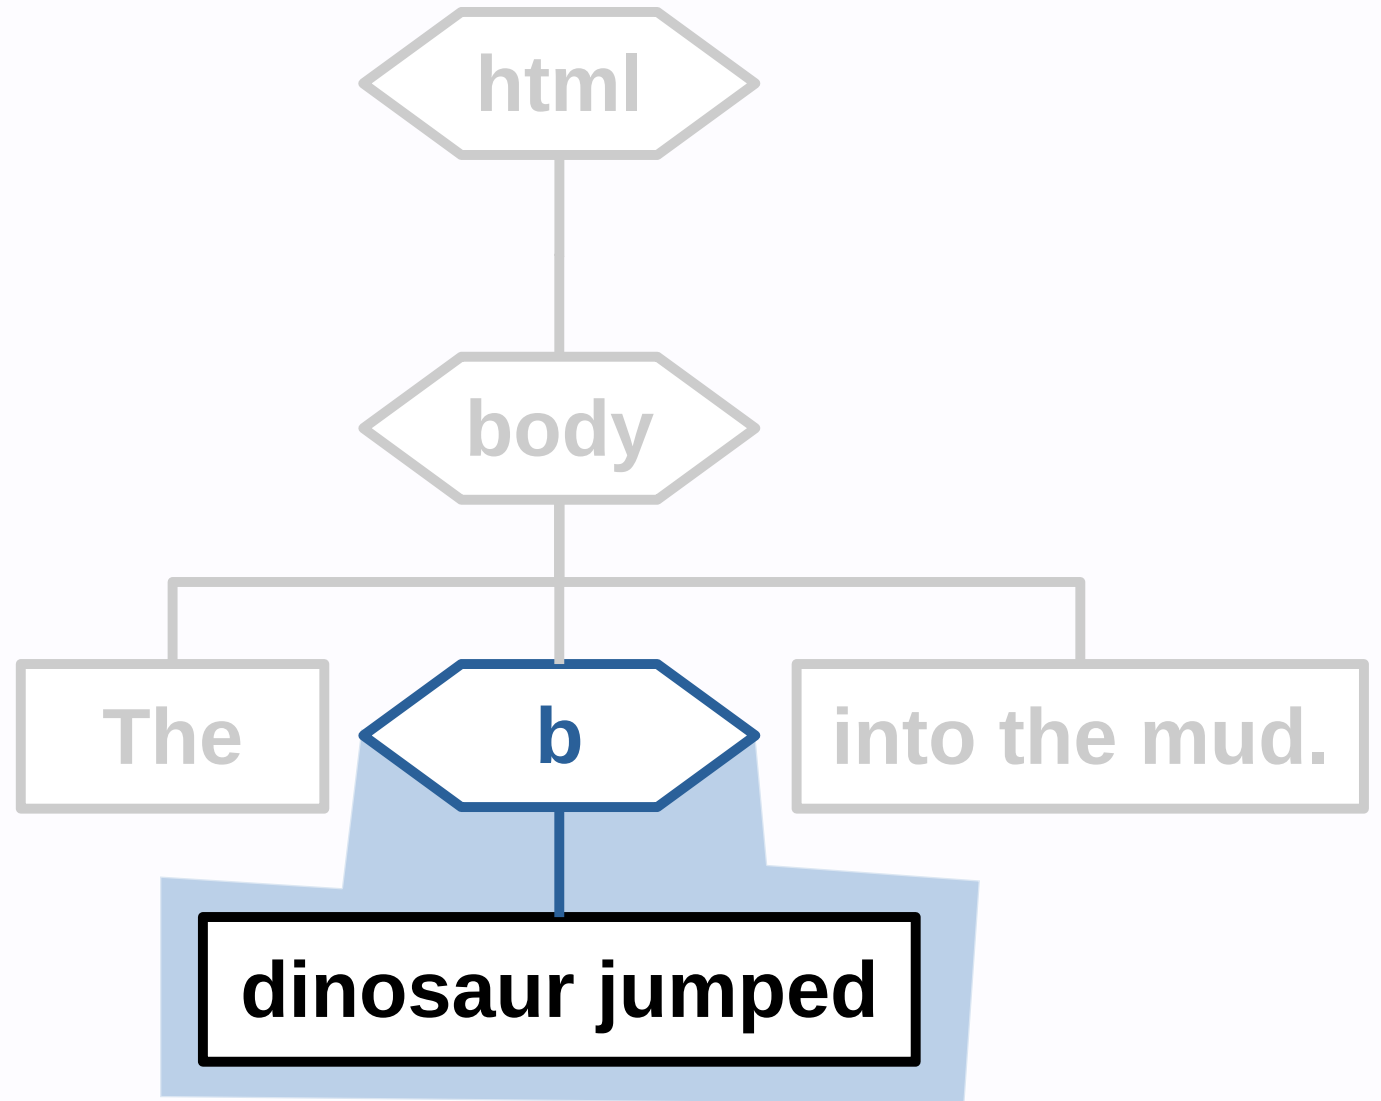 html
body
The
b
into the mud.
dinosaur jumped